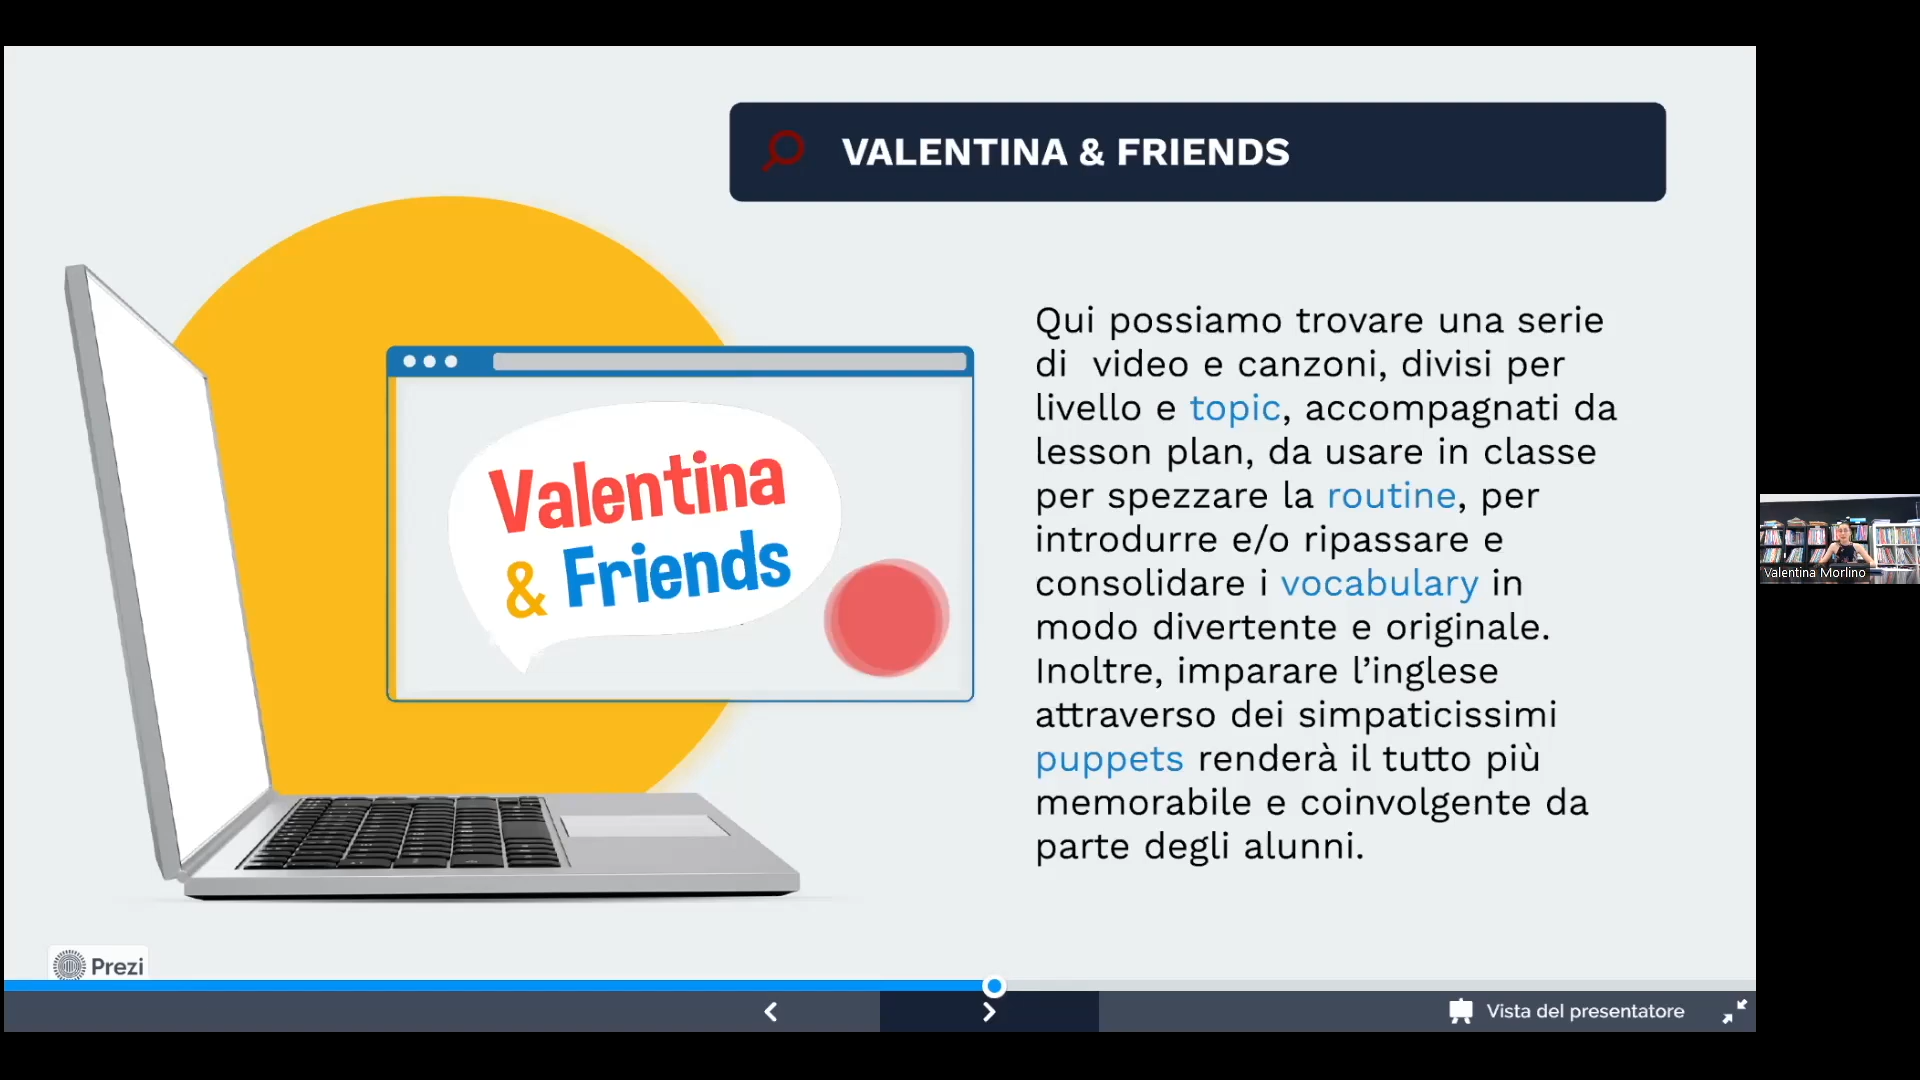 VALENTINA & FRIENDS
Valentina
& Friends
Qui possiamo trovare una serie
di video e canzoni, divisi per
livello e topic, accompagnati da
lesson plan, da usare in classe
per spezzare la routine, per
introdurre e/o ripassare e
consolidare i vocabulary in
modo divertente e originale.
Inoltre, imparare l’inglese
attraverso dei simpaticissimi
puppets renderà il tutto più
memorabile e coinvolgente da
parte degli alunni.
Valentina Morlino
Prezi
Vista del presentatore